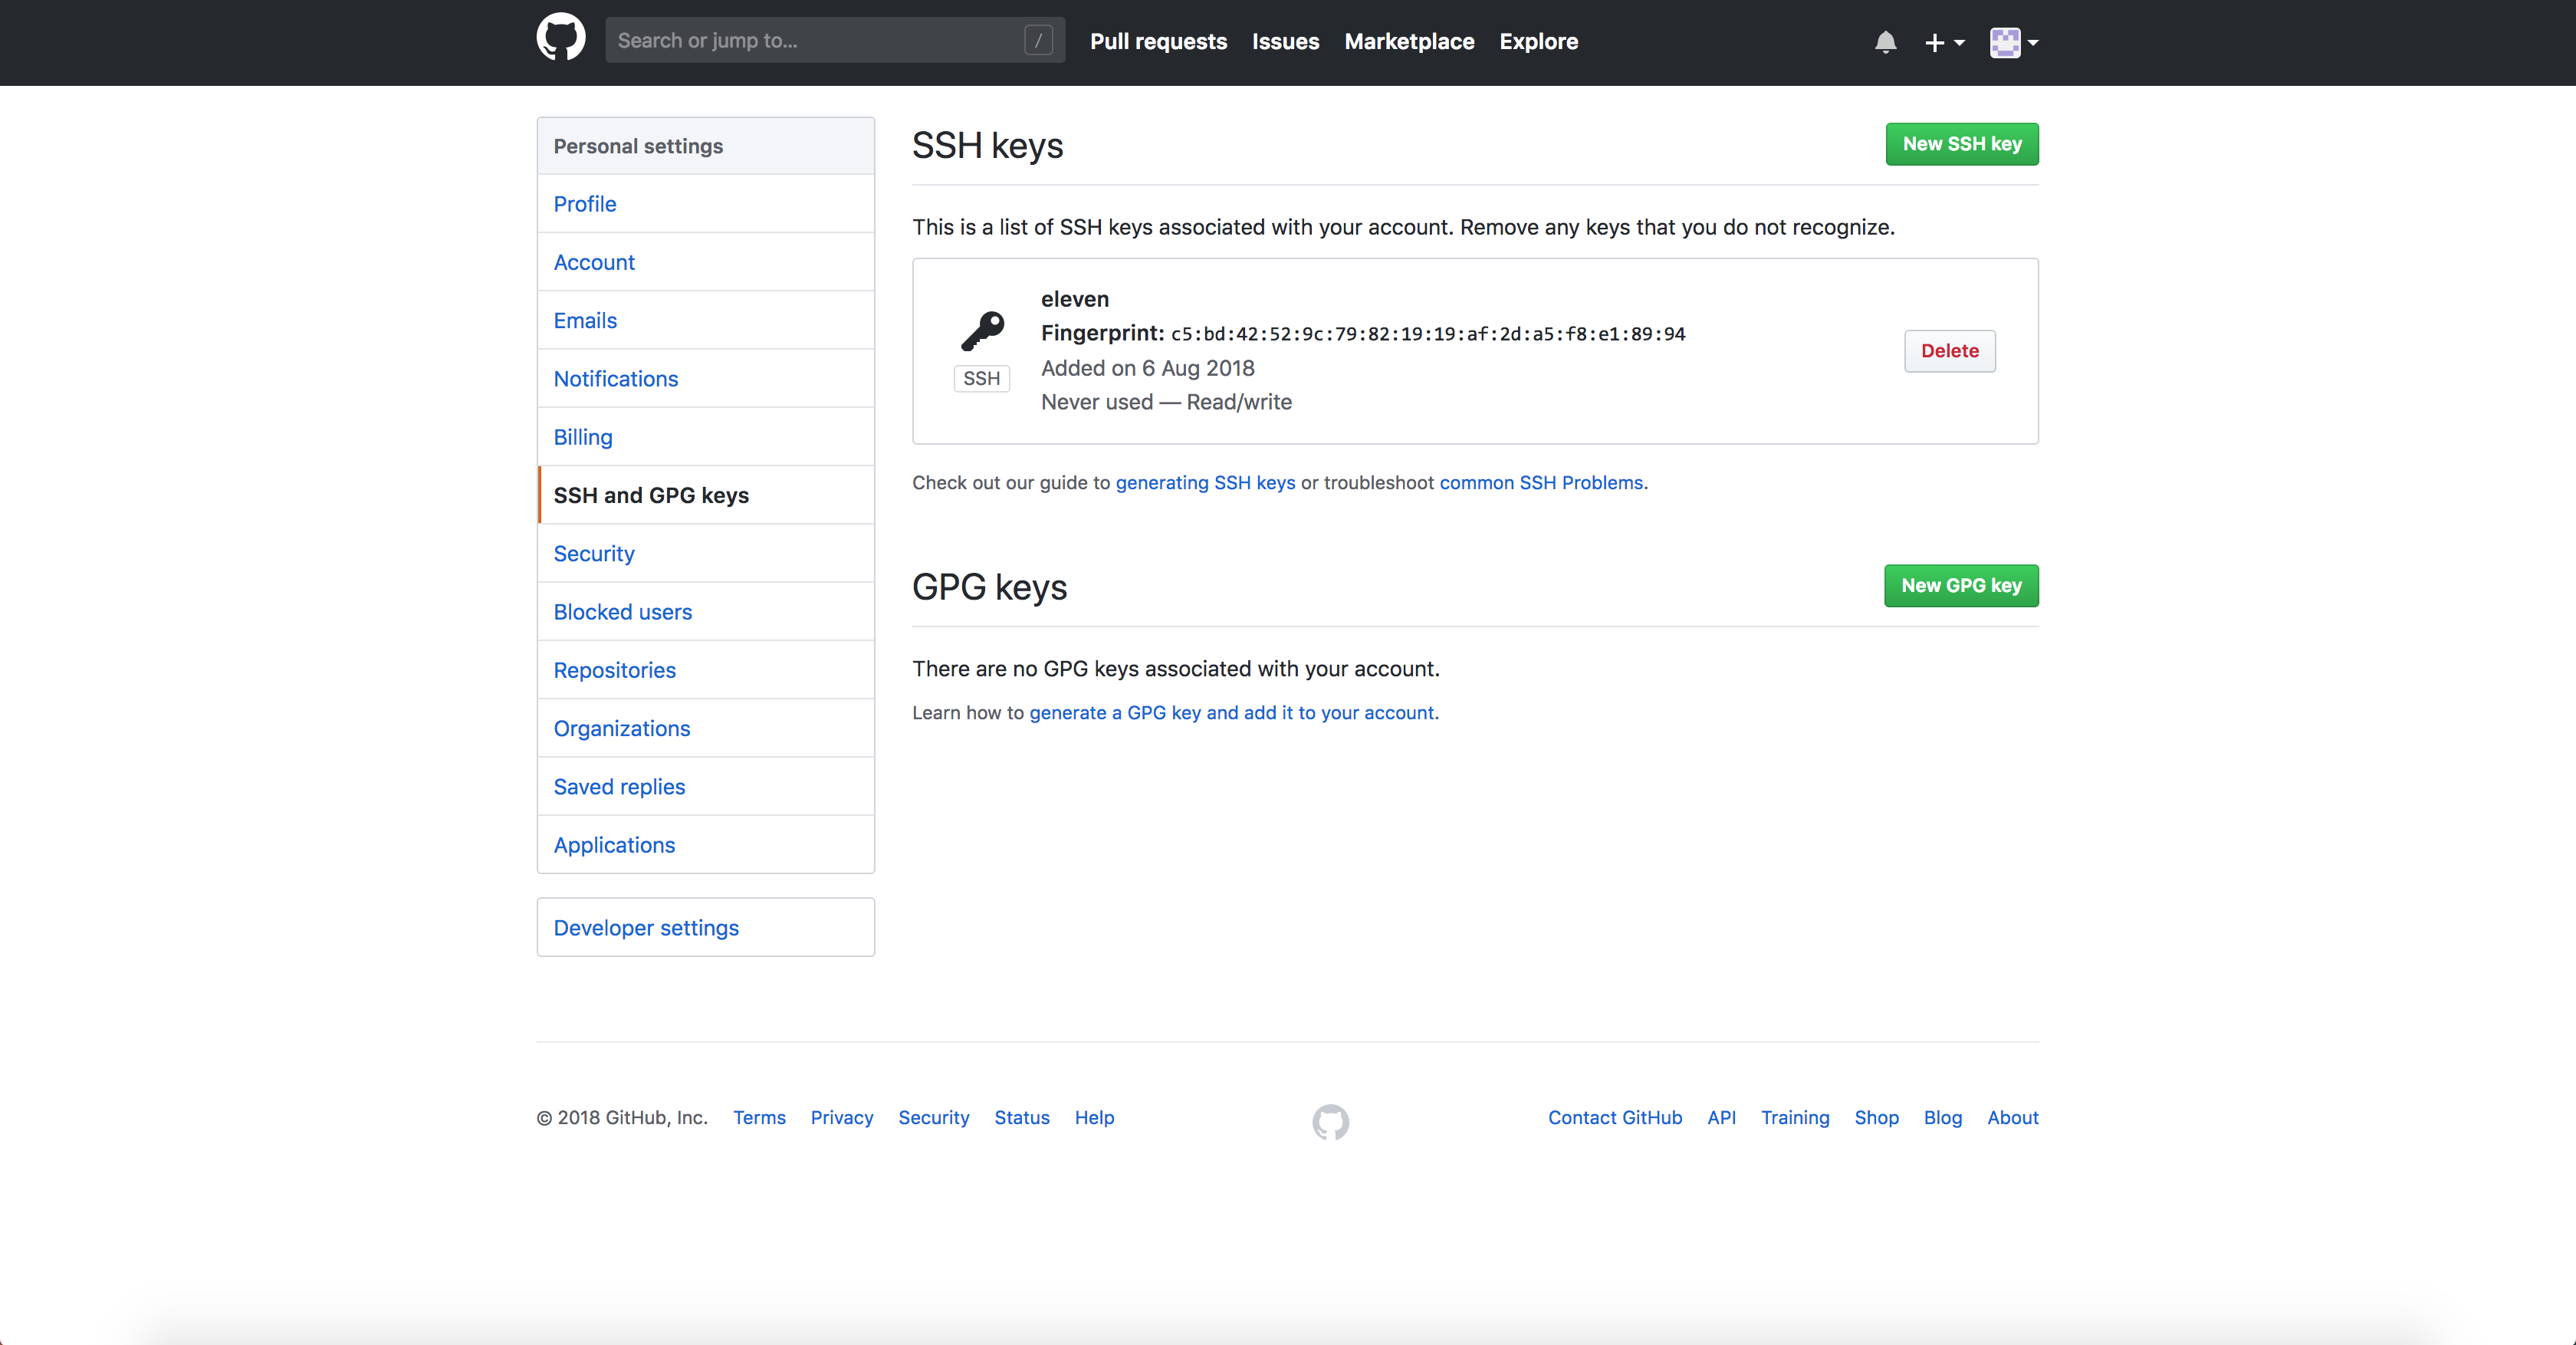 Search or jump to... /
Pull requests Issues Marketplace Explore
Personal settings
Profile
Account
Emails
Notifications
Billing
SSH and GPG keys
Security
Blocked users
Repositories
Organizations
Saved replies
Applications
Developer settings
SSH keys
New SSH key
This is a list of SSH keys associated with your account. Remove any keys that you do not recognize.
SSH
eleven
Fingerprint: c5:bd:42:52:9c:79:82:19:19:af:2d:a5:f8:e1:89:94
Added on 6 Aug 2018
Never used — Read/write
Delete
Check out our guide to generating SSH keys or troubleshoot common SSH Problems.
GPG keys
New GPG key
There are no GPG keys associated with your account.
Learn how to generate a GPG key and add it to your account.
© 2018 GitHub, Inc. Terms Privacy Security Status Help
Contact GitHub API Training Shop Blog About